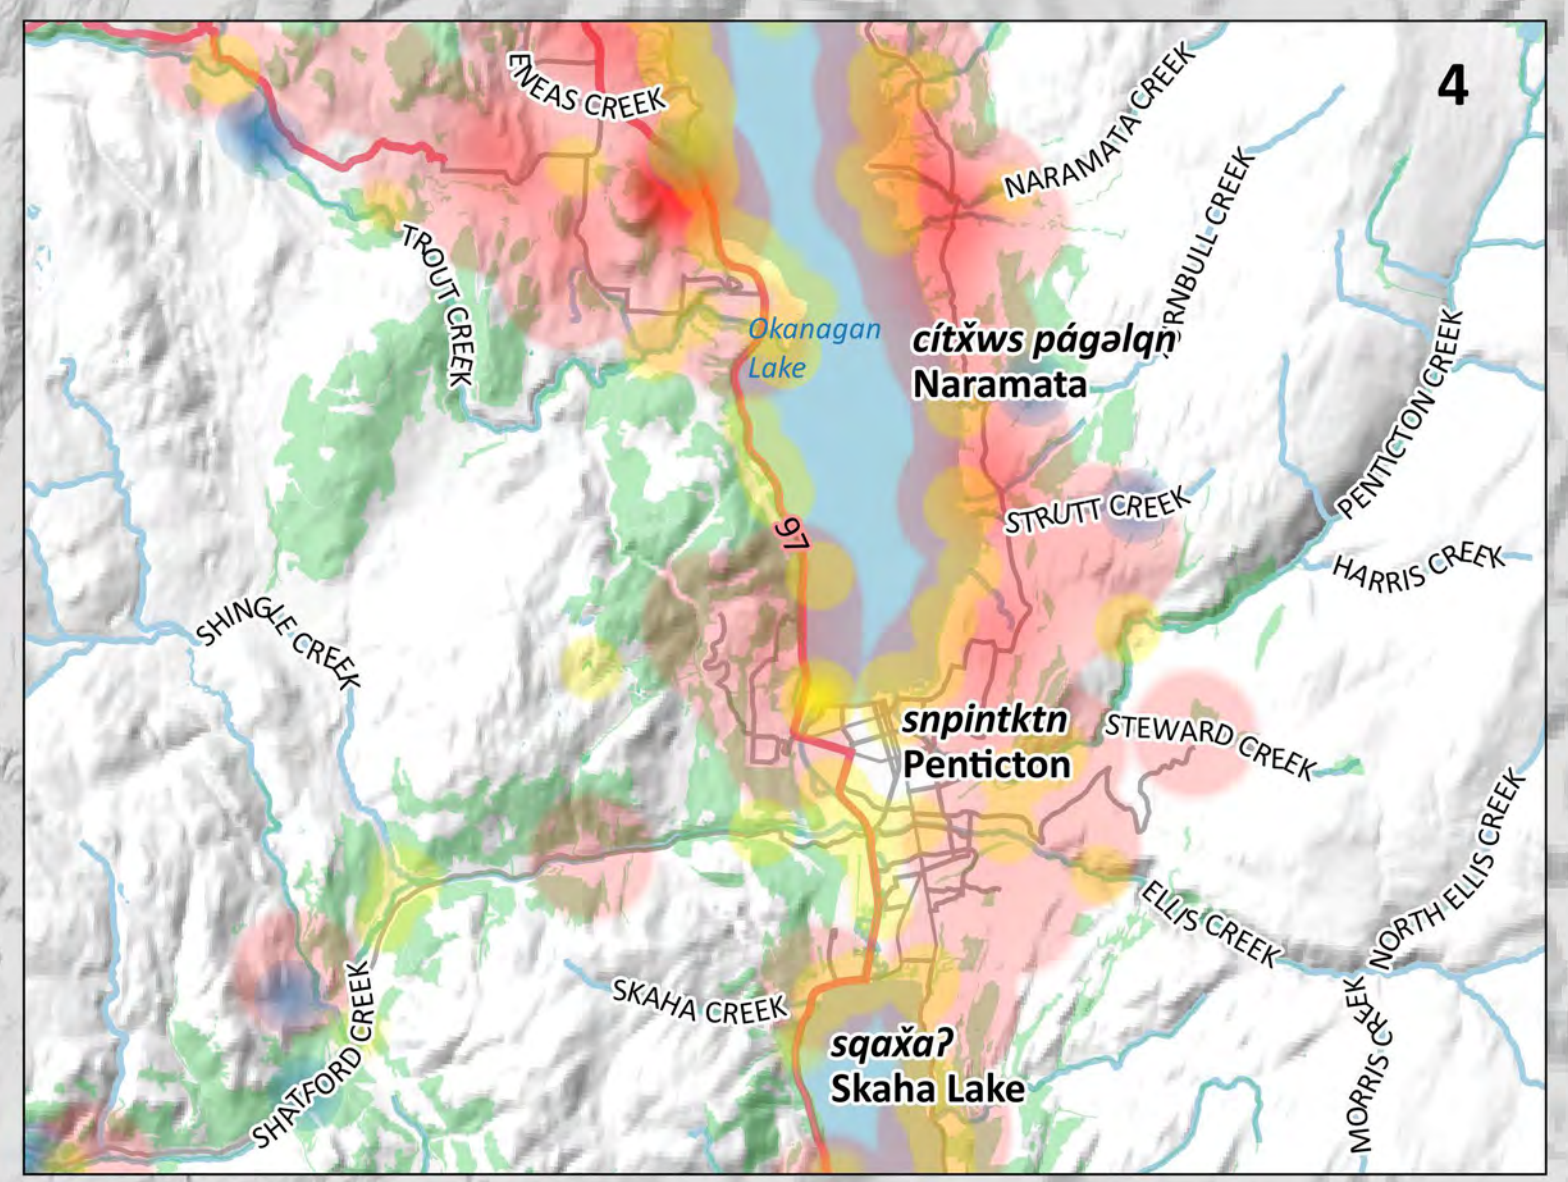 4
ENEAS CREEK
NARAMATA CREEK
TROUT CREEK
Okanagan
Lake
cítx̌ws págəlqn
Naramata
RNBULL CREEK
PENTICTON CREEK
97
STRUTT CREEK
HARRIS CREEK
SHINGLE CREEK
snpintktn
Penticton
STEWARD CREEK
ELLIS CREEK
NORTH ELLIS CREEK
SKAHA CREEK
SHATFORD CREEK
sqax̌aʔ
Skaha Lake
MORRIS CREEK